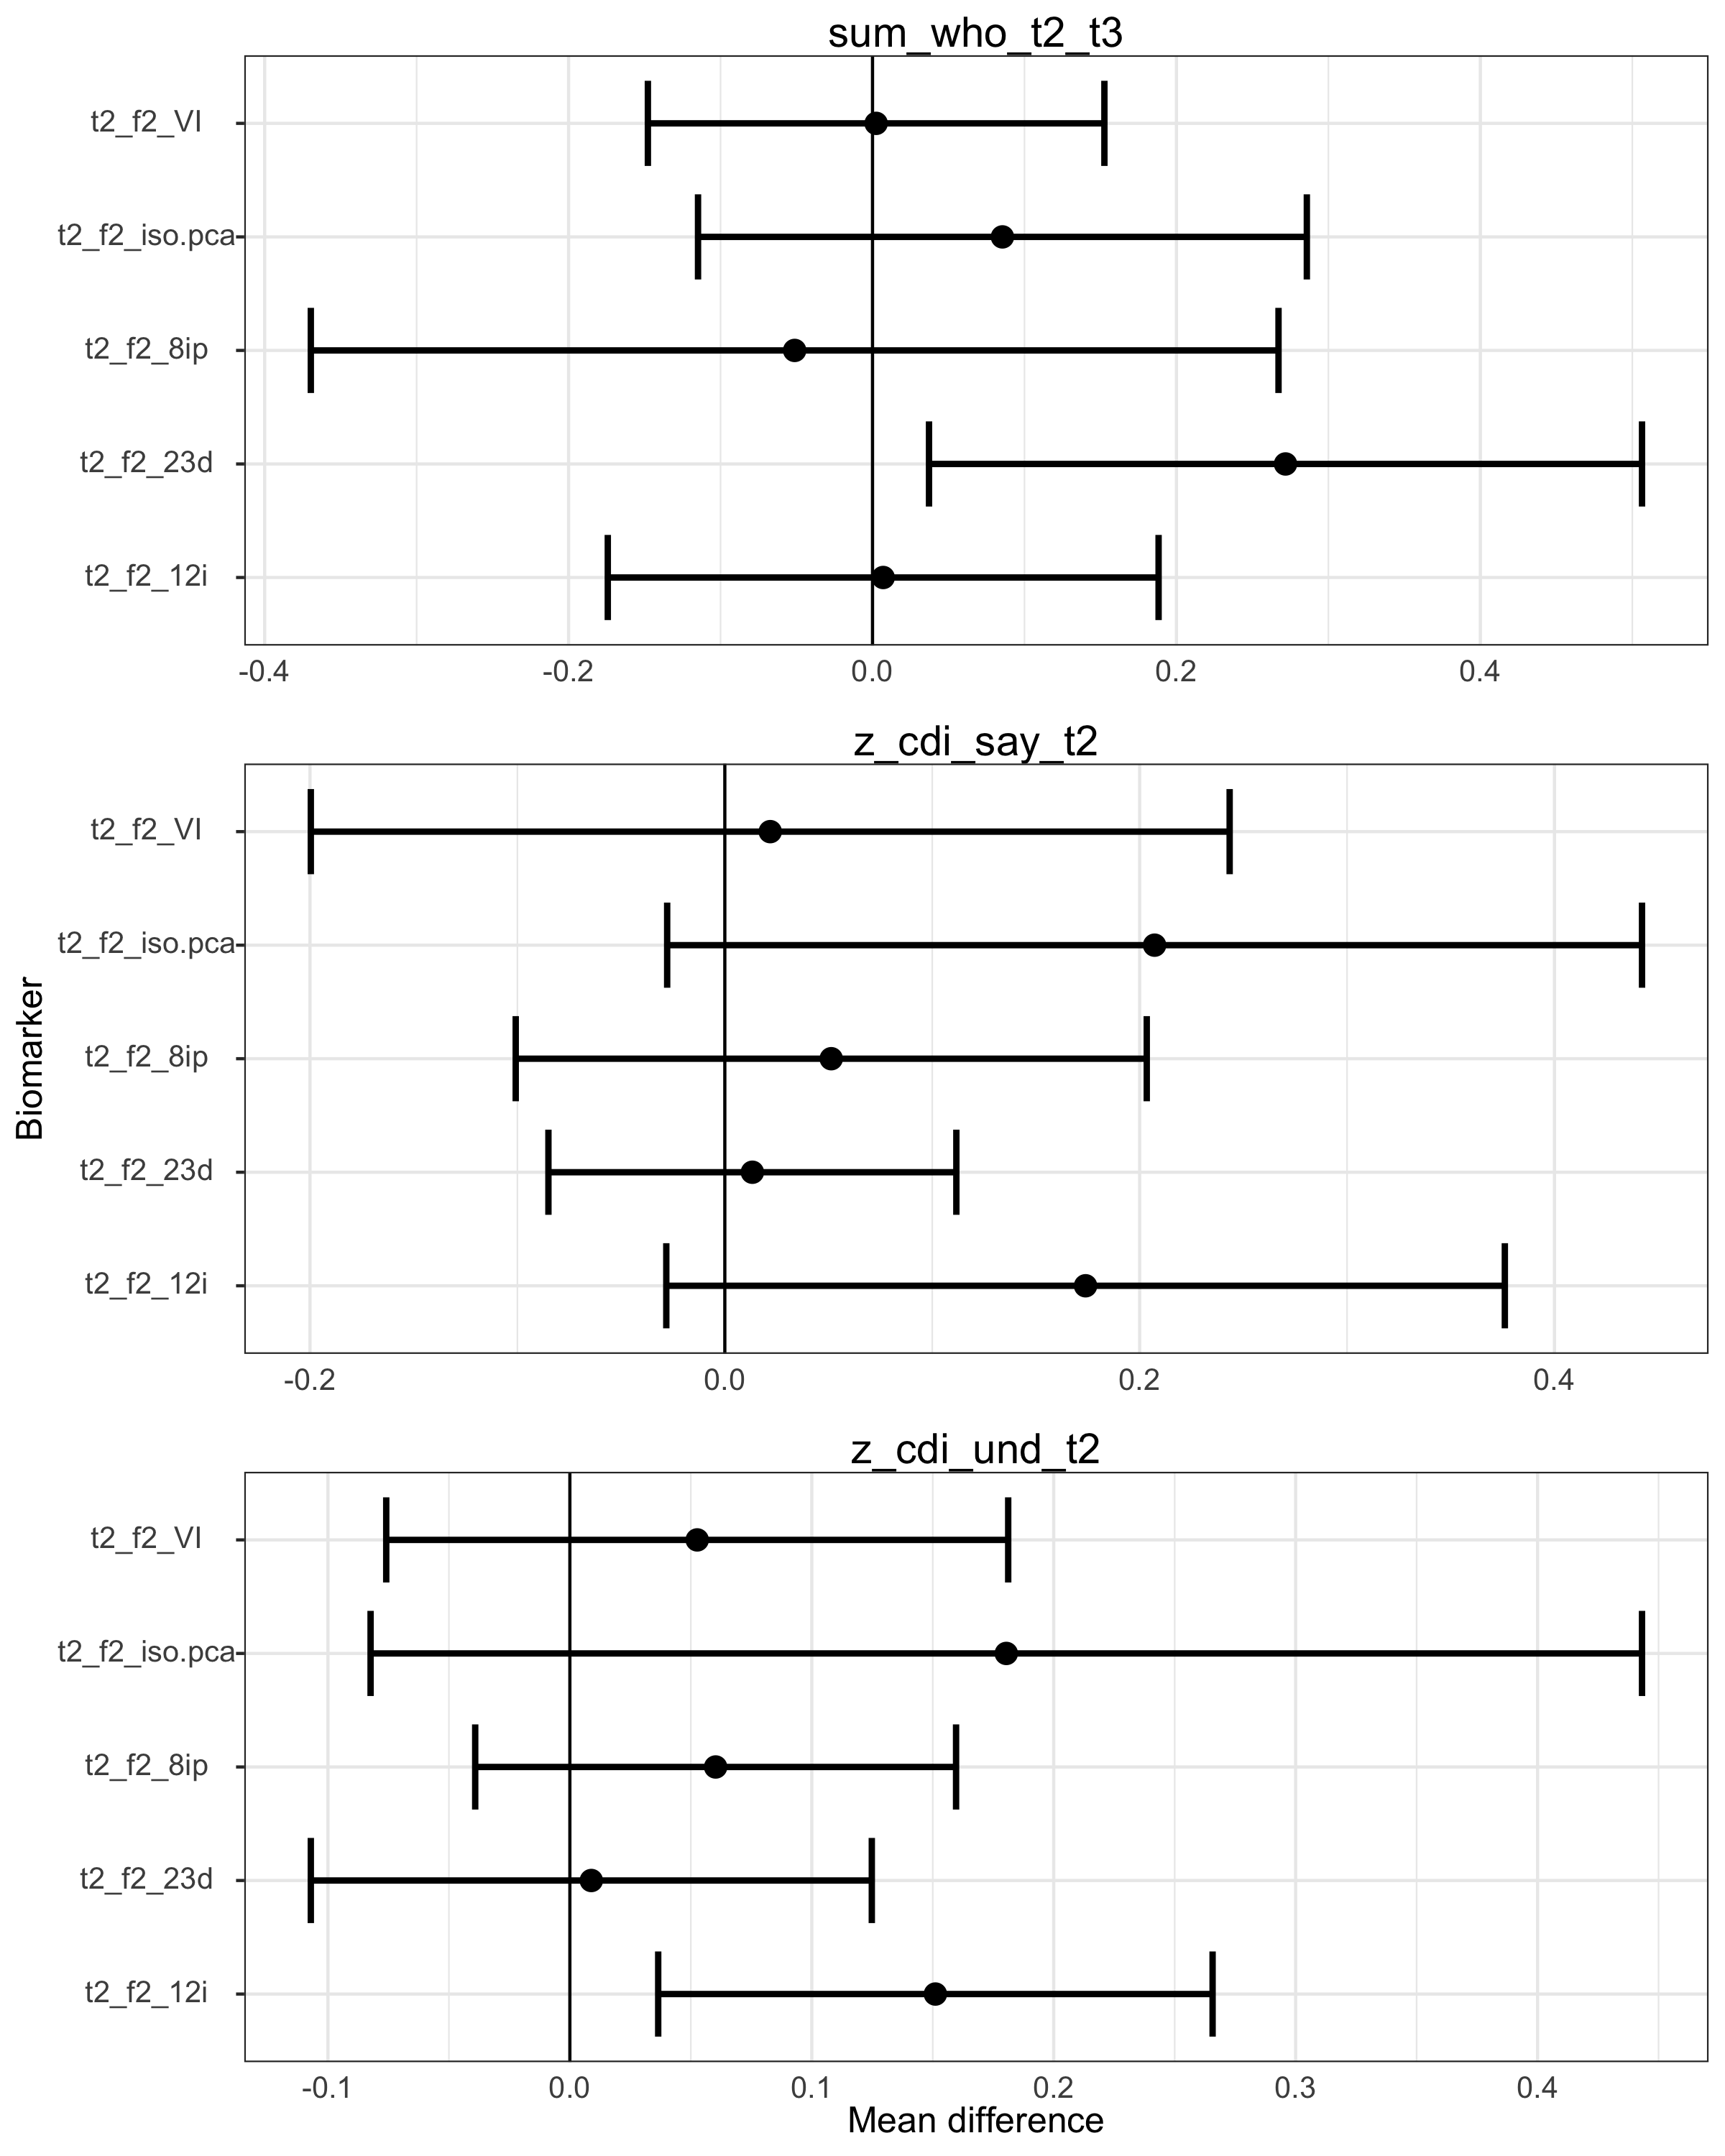 sum_who_t2_t3
t2_f2_VI
t2_f2_iso.pca
t2_f2_8ip
t2_f2_23d
t2_f2_12i
-0.4 -0.2 0.0 0.2 0.4
z_cdi_say_t2
t2_f2_VI
t2_f2_iso.pca
t2_f2_8ip
t2_f2_23d
t2_f2_12i
-0.2 0.0 0.2 0.4
Biomarker
z_cdi_und_t2
t2_f2_VI
t2_f2_iso.pca
t2_f2_8ip
t2_f2_23d
t2_f2_12i
-0.1 0.0 0.1 0.2 0.3 0.4
Mean difference